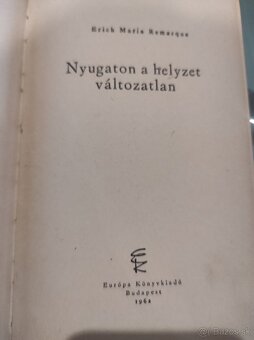 Erich Maria Remarque
Nyugaton a helyzet
változatlan
Európa Könyvkiadó
Budapest
1962